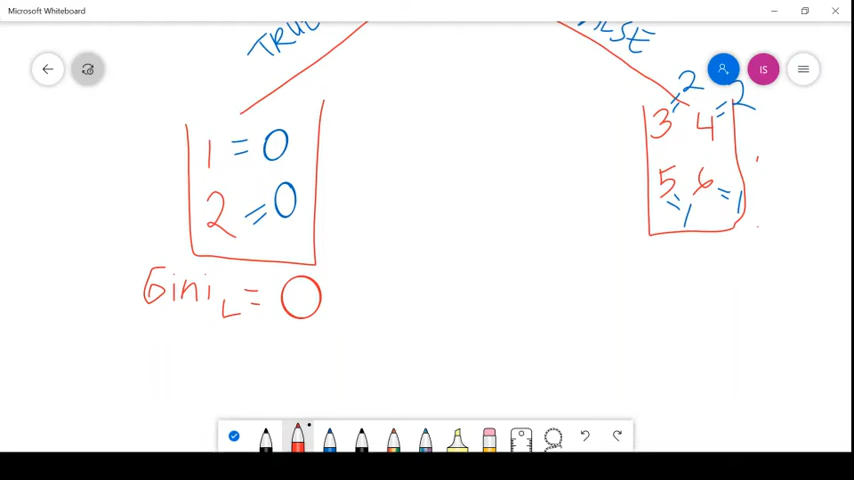 Microsoft Whiteboard
IS
TRUE
2
2
3= 4=
1 = 0
2 = 0
5 6
=1 =1
Gini L = 0